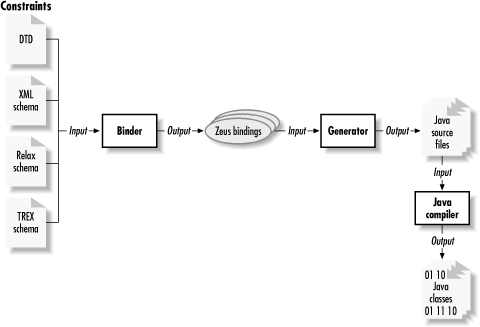 Constraints
DTD
XML
schema
Relax
schema
TREX
schema
Input
Binder
Output
Zeus bindings
Input
Generator
Output
Java
source
files
Input
Java
compiler
Output
01 10
Java
classes
01 11 10